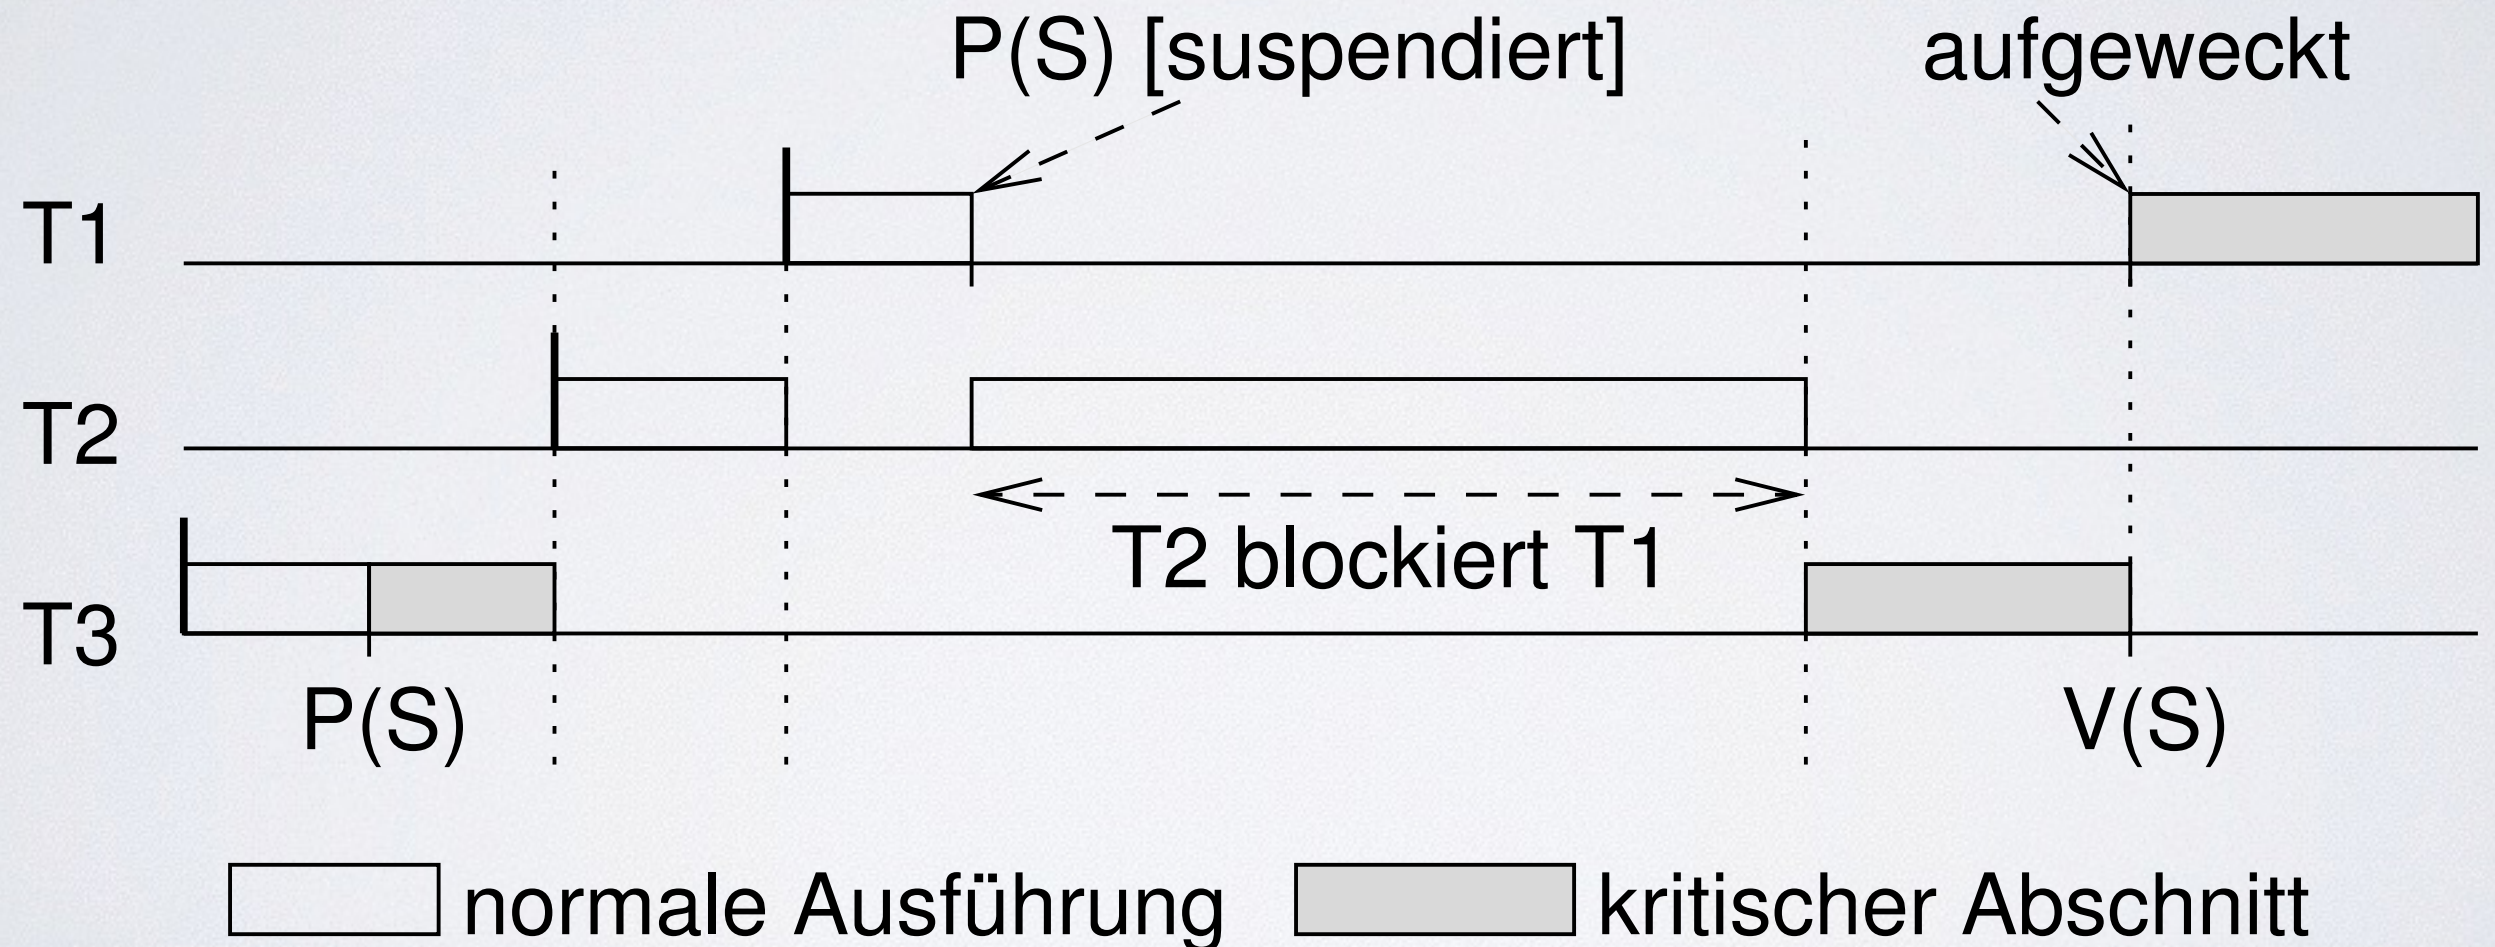 P(S) [suspendiert]
aufgeweckt
T1
T2
T2 blockiert T1
T3
P(S)
V(S)
normale Ausführung
kritischer Abschnitt